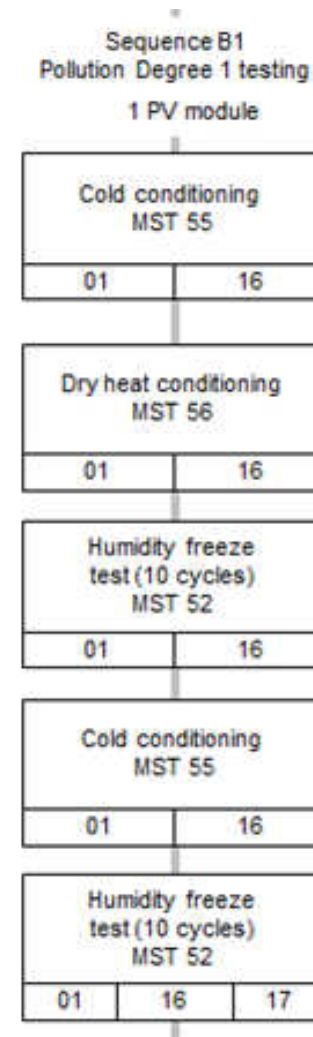 Sequence B1
Pollution Degree 1 testing
1 PV module
Cold conditioning
MST 55
01 16
Dry heat conditioning
MST 56
01 16
Humidity freeze
test (10 cycles)
MST 52
01 16
Cold conditioning
MST 55
01 16
Humidity freeze
test (10 cycles)
MST 52
01 16 17